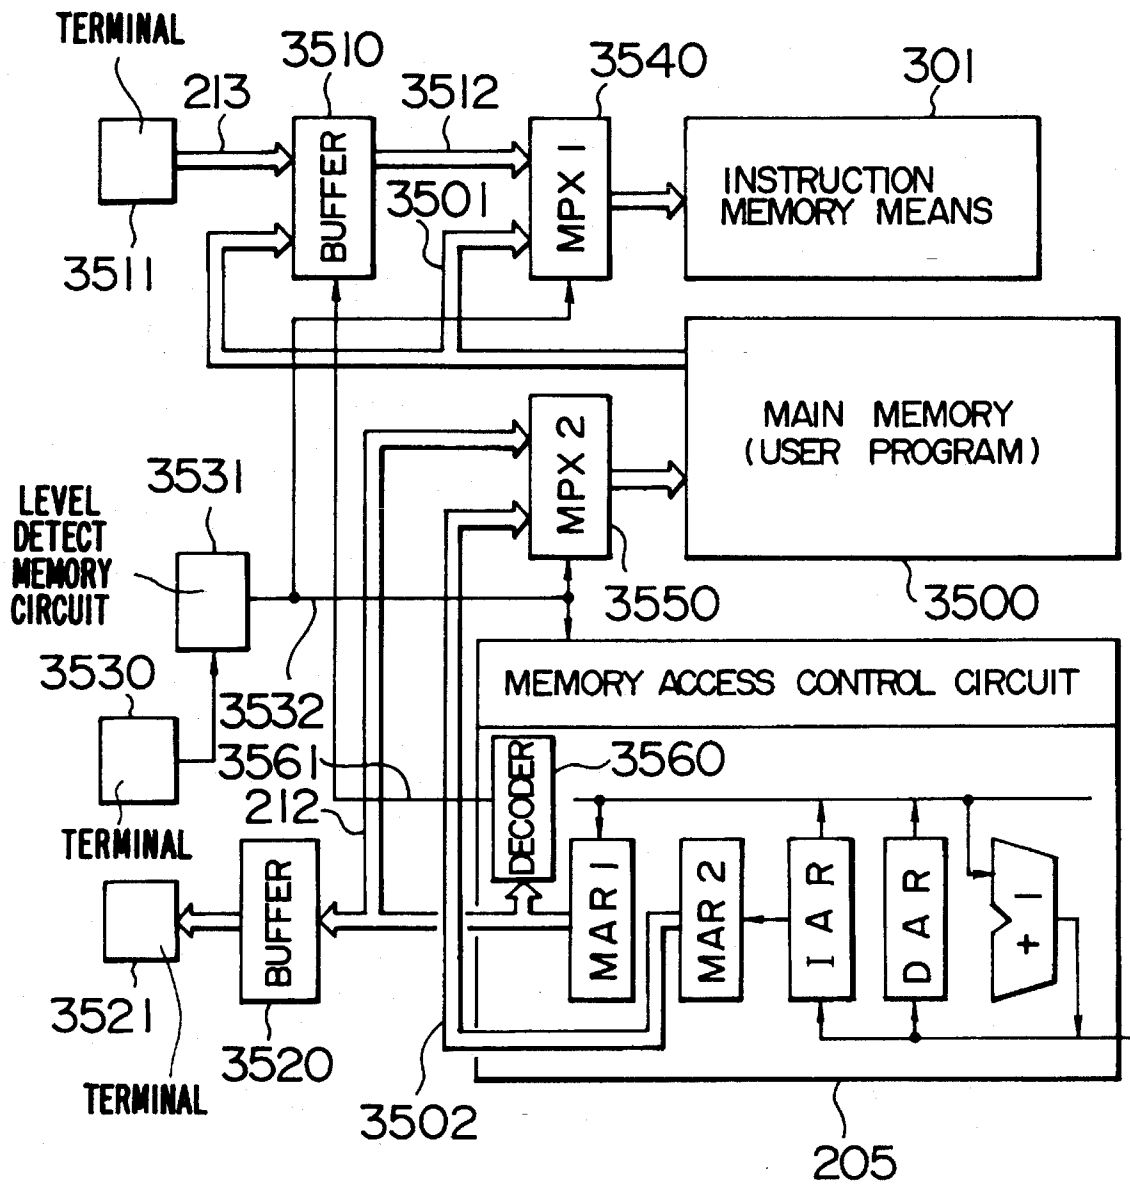 TERMINAL
213
3510
3512
3540
301
BUFFER
MPX 1
INSTRUCTION
MEMORY MEANS
3501
3511
MAIN MEMORY
(USER PROGRAM)
MPX 2
3531
LEVEL
DETECT
MEMORY
CIRCUIT
3550
3500
3530
3532
MEMORY ACCESS CONTROL CIRCUIT
3561
3560
212
DECODER
TERMINAL
BUFFER
MAR 1
MAR 2
IAR
DAR
− +
3521
3520
TERMINAL
3502
205